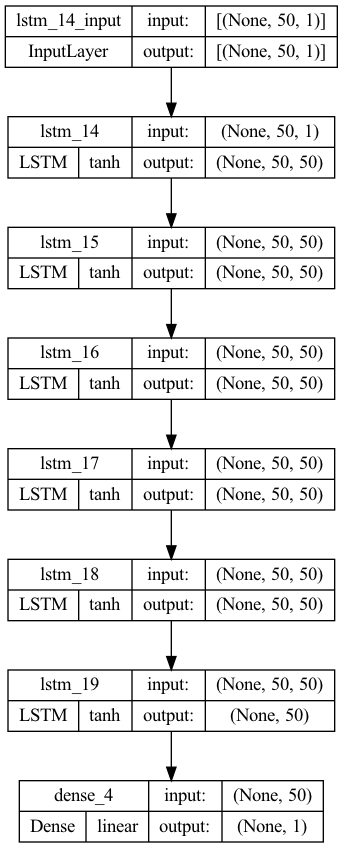 lstm_14_input input: [(None, 50, 1)]
InputLayer output: [(None, 50, 1)]
lstm_14 input: (None, 50, 1)
LSTM tanh output: (None, 50, 50)
lstm_15 input: (None, 50, 50)
LSTM tanh output: (None, 50, 50)
lstm_16 input: (None, 50, 50)
LSTM tanh output: (None, 50, 50)
lstm_17 input: (None, 50, 50)
LSTM tanh output: (None, 50, 50)
lstm_18 input: (None, 50, 50)
LSTM tanh output: (None, 50, 50)
lstm_19 input: (None, 50, 50)
LSTM tanh output: (None, 50)
dense_4 input: (None, 50)
Dense linear output: (None, 1)